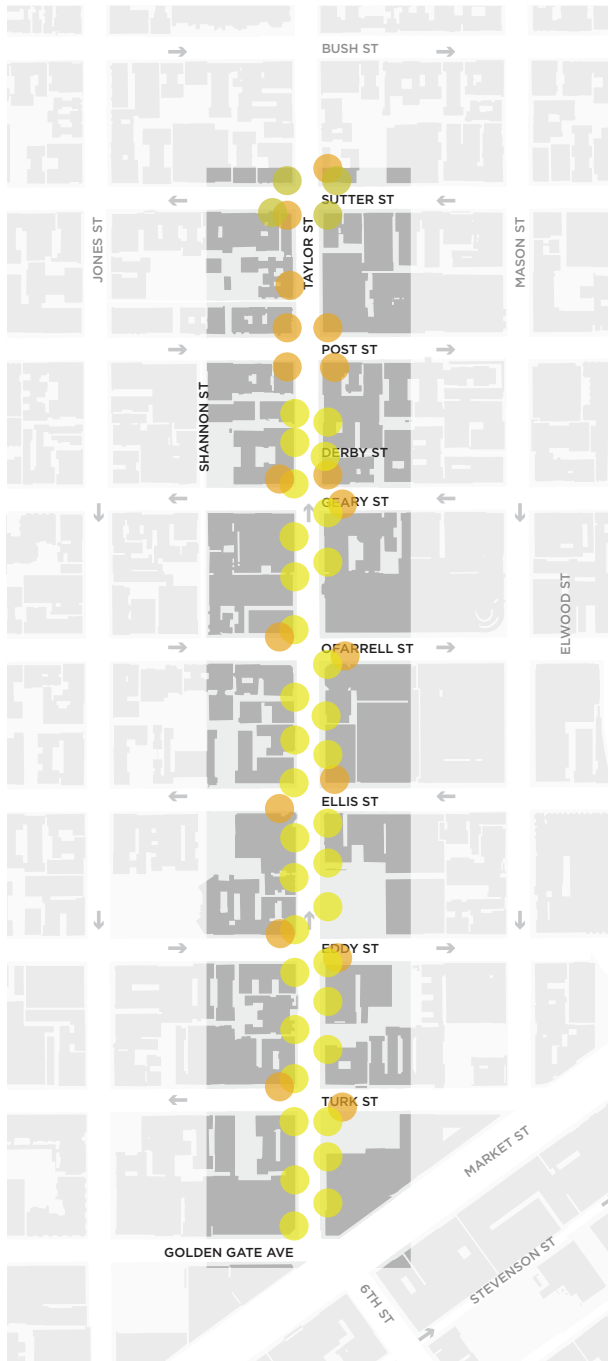 BUSH ST
SUTTER ST
JONES ST
TAYLOR ST
MASON ST
POST ST
SHANNON ST
DERBY ST
GEARY ST
ELWOOD ST
OFARRELL ST
ELLIS ST
EDDY ST
TURK ST
MARKET ST
GOLDEN GATE AVE
STEVENSON ST
6TH ST